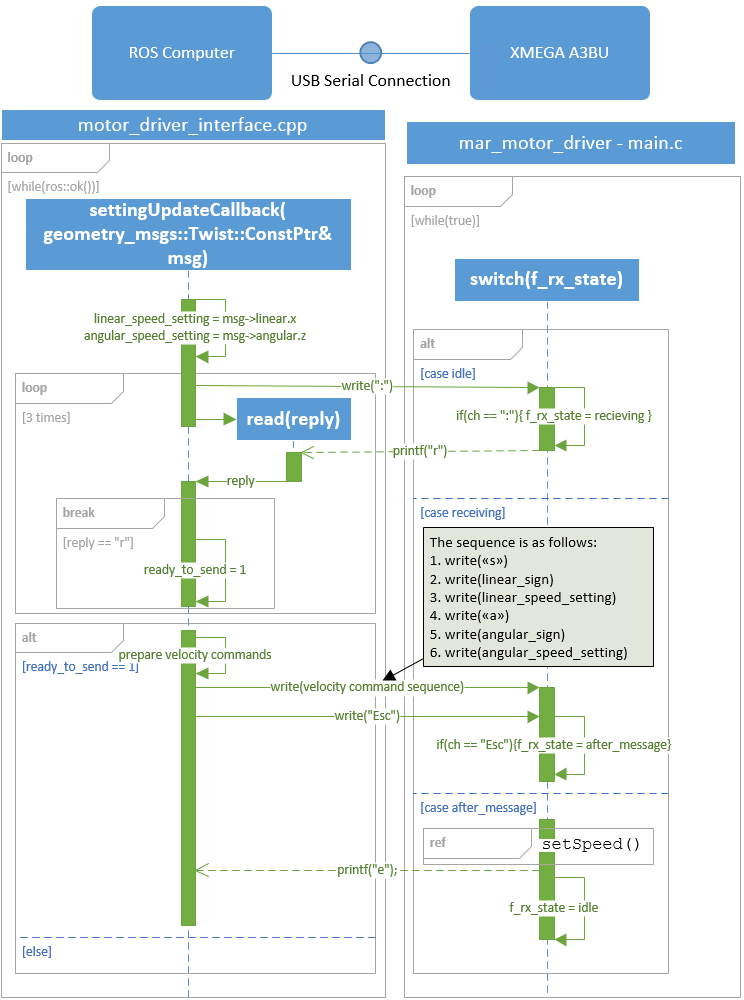 ROS Computer
XMEGA A3BU
USB Serial Connection
motor_driver_interface.cpp
mar_motor_driver - main.c
loop
[while(ros::ok())]
loop
[while(true)]
settingUpdateCallback(
geometry_msgs::Twist::ConstPtr&
msg)
switch(f_rx_state)
linear_speed_setting = msg->linear.x
angular_speed_setting = msg->angular.z
alt
[case idle]
loop
[3 times]
write(":")
if(ch == ":"){ f_rx_state = recieving }
read(reply)
printf("r")
reply
break
[reply == "r"]
ready_to_send = 1
[case receiving]
The sequence is as follows:
1. write(«s»)
2. write(linear_sign)
3. write(linear_speed_setting)
4. write(«a»)
5. write(angular_sign)
6. write(angular_speed_setting)
alt
[ready_to_send == 1]
prepare velocity commands
write(velocity command sequence)
write("Esc")
if(ch == "Esc"){f_rx_state = after_message}
[case after_message]
ref
setSpeed()
printf("e");
f_rx_state = idle
[else]